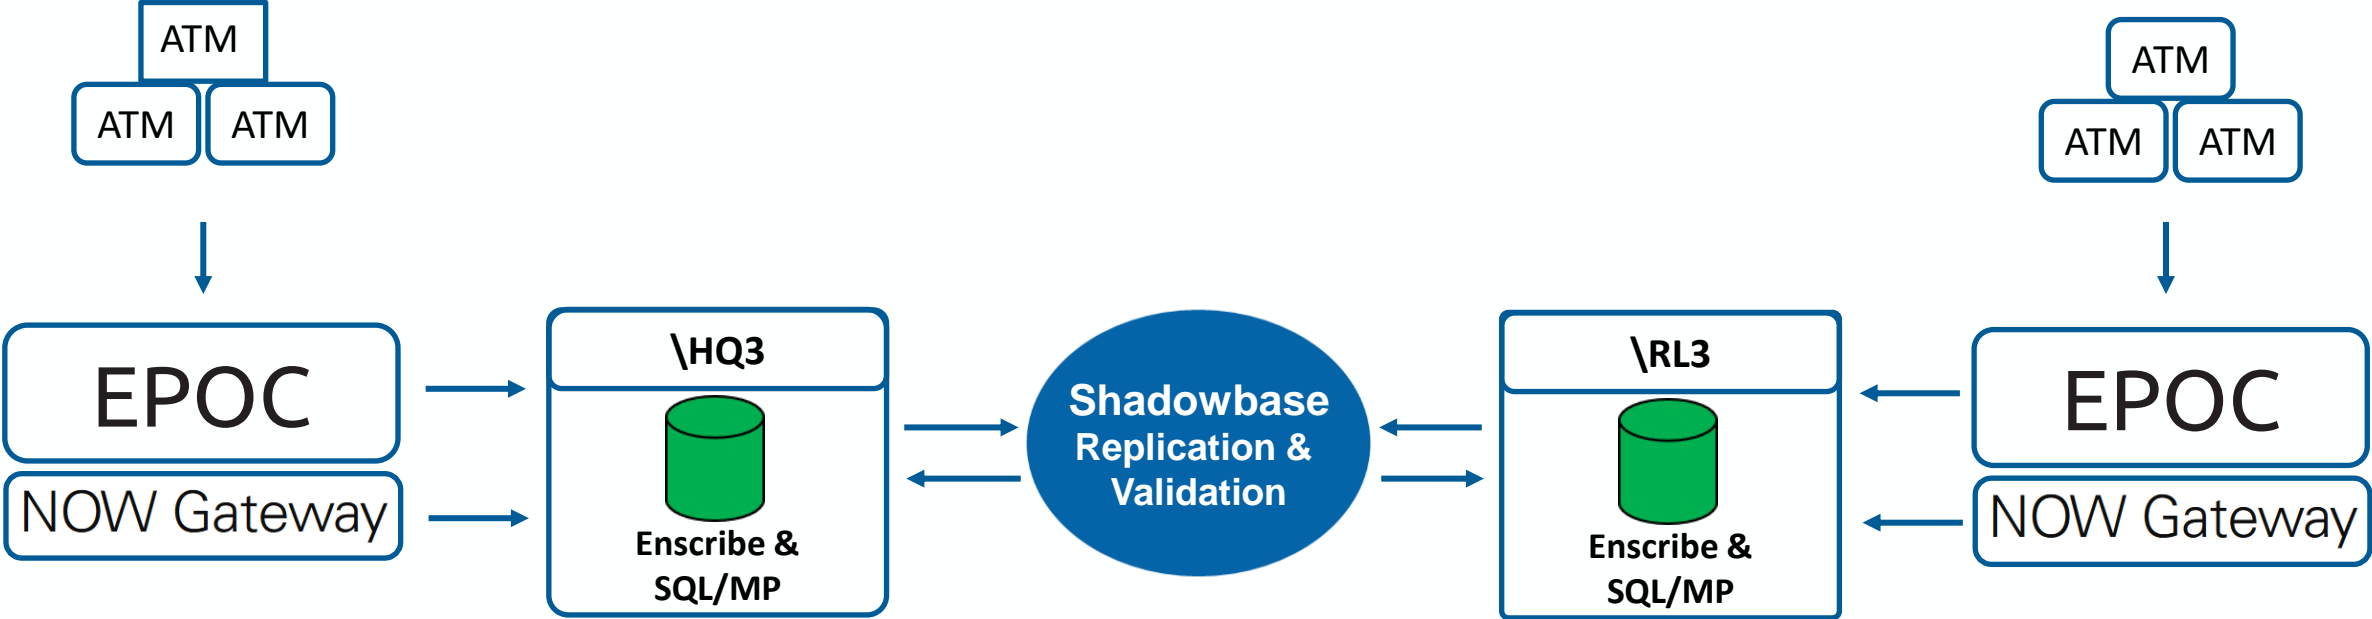 ATM
ATM ATM
ATM
ATM ATM
EPOC
NOW Gateway
\HQ3
Enscribe &
SQL/MP
Shadowbase
Replication &
Validation
\RL3
Enscribe &
SQL/MP
EPOC
NOW Gateway